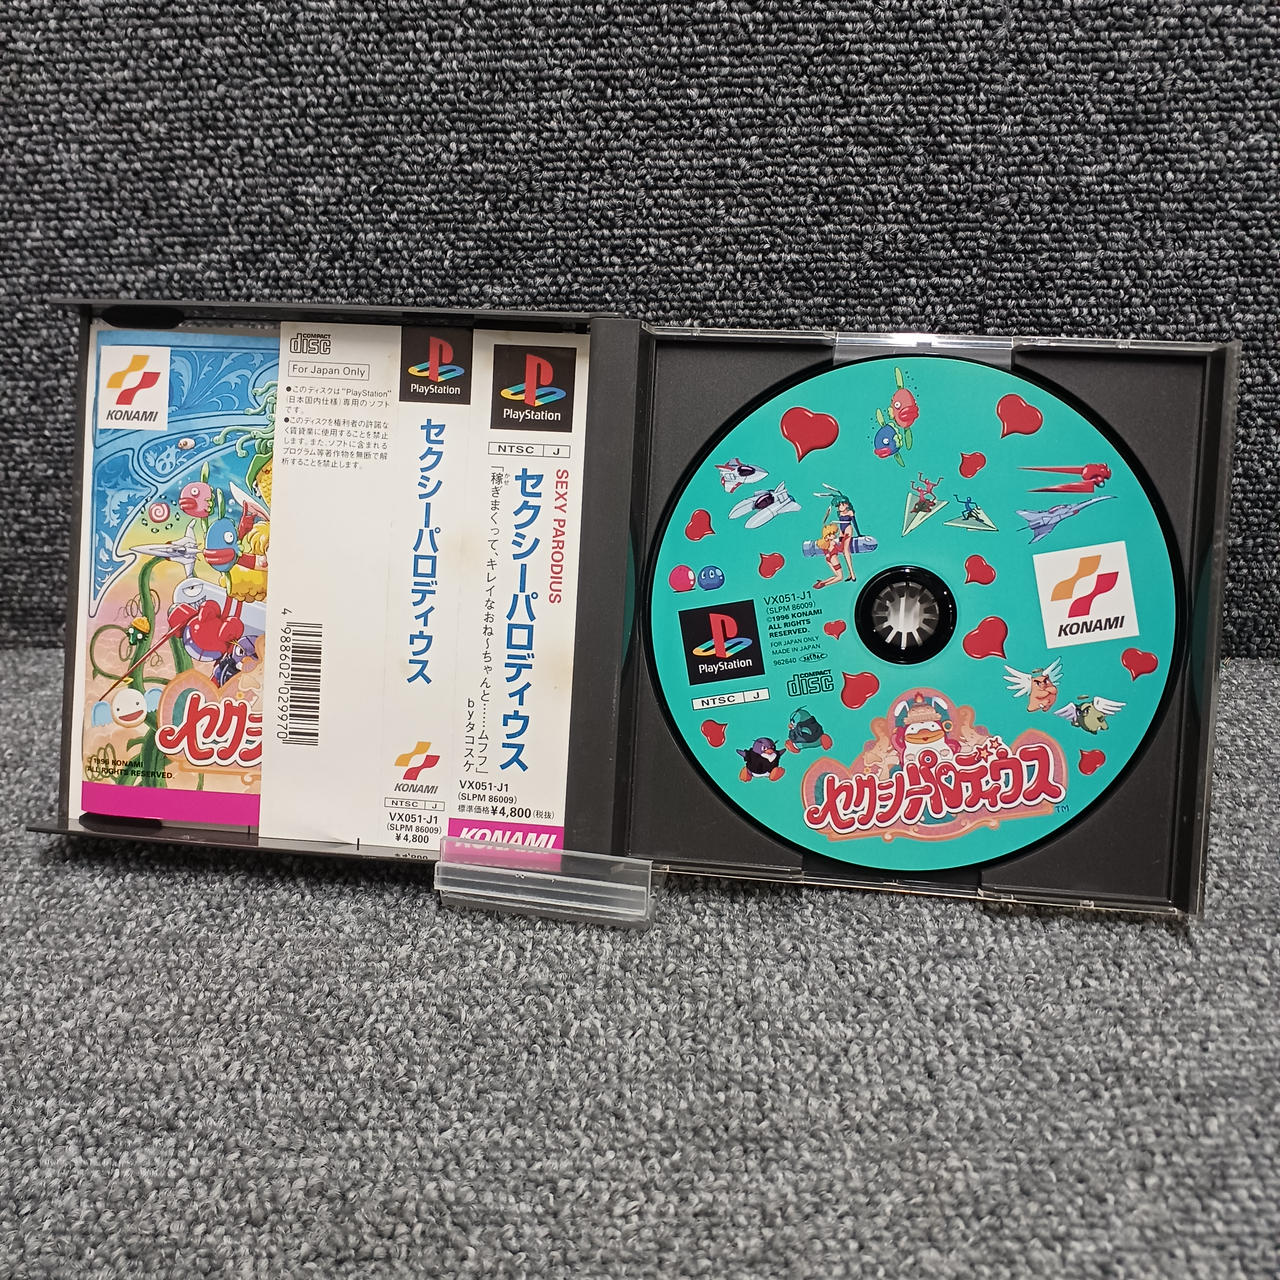 KONAMI
セクシ
©1996 KONAMI
ALL RIGHTS RESERVED.
COMPACT
disc
For Japan Only
●このディスクは"PlayStation"
(日本国内仕様)専用のソフト
です。
●このディスクを権利者の許諾な
く賃貸業に使用することを禁止
します。また、ソフトに含まれる
プログラム等著作物を無断で解
析することを禁止します。
4 988602 029970
PlayStation
セクシーパロディウス
KONAMI
NTSC J
VX051-J1
(SLPM 86009)
¥4,800
PlayStation
NTSC J
SEXY PARODIUS
セクシーパロディウス
「稼ぎまくって、キレイなおね〜ちゃんと……ムフフ」
かせ
byタコスケ
VX051-J1
(SLPM 86009)
標準価格¥4,800(税抜)
KONAMI
PlayStation
NTSC J
VX051-J1
(SLPM 86009)
©1996 KONAMI
ALL RIGHTS
RESERVED.
FOR JAPAN ONLY
MADE IN JAPAN
962640 JASRAC
COMPACT
disc
KONAMI
セクシーパロディウス
TM